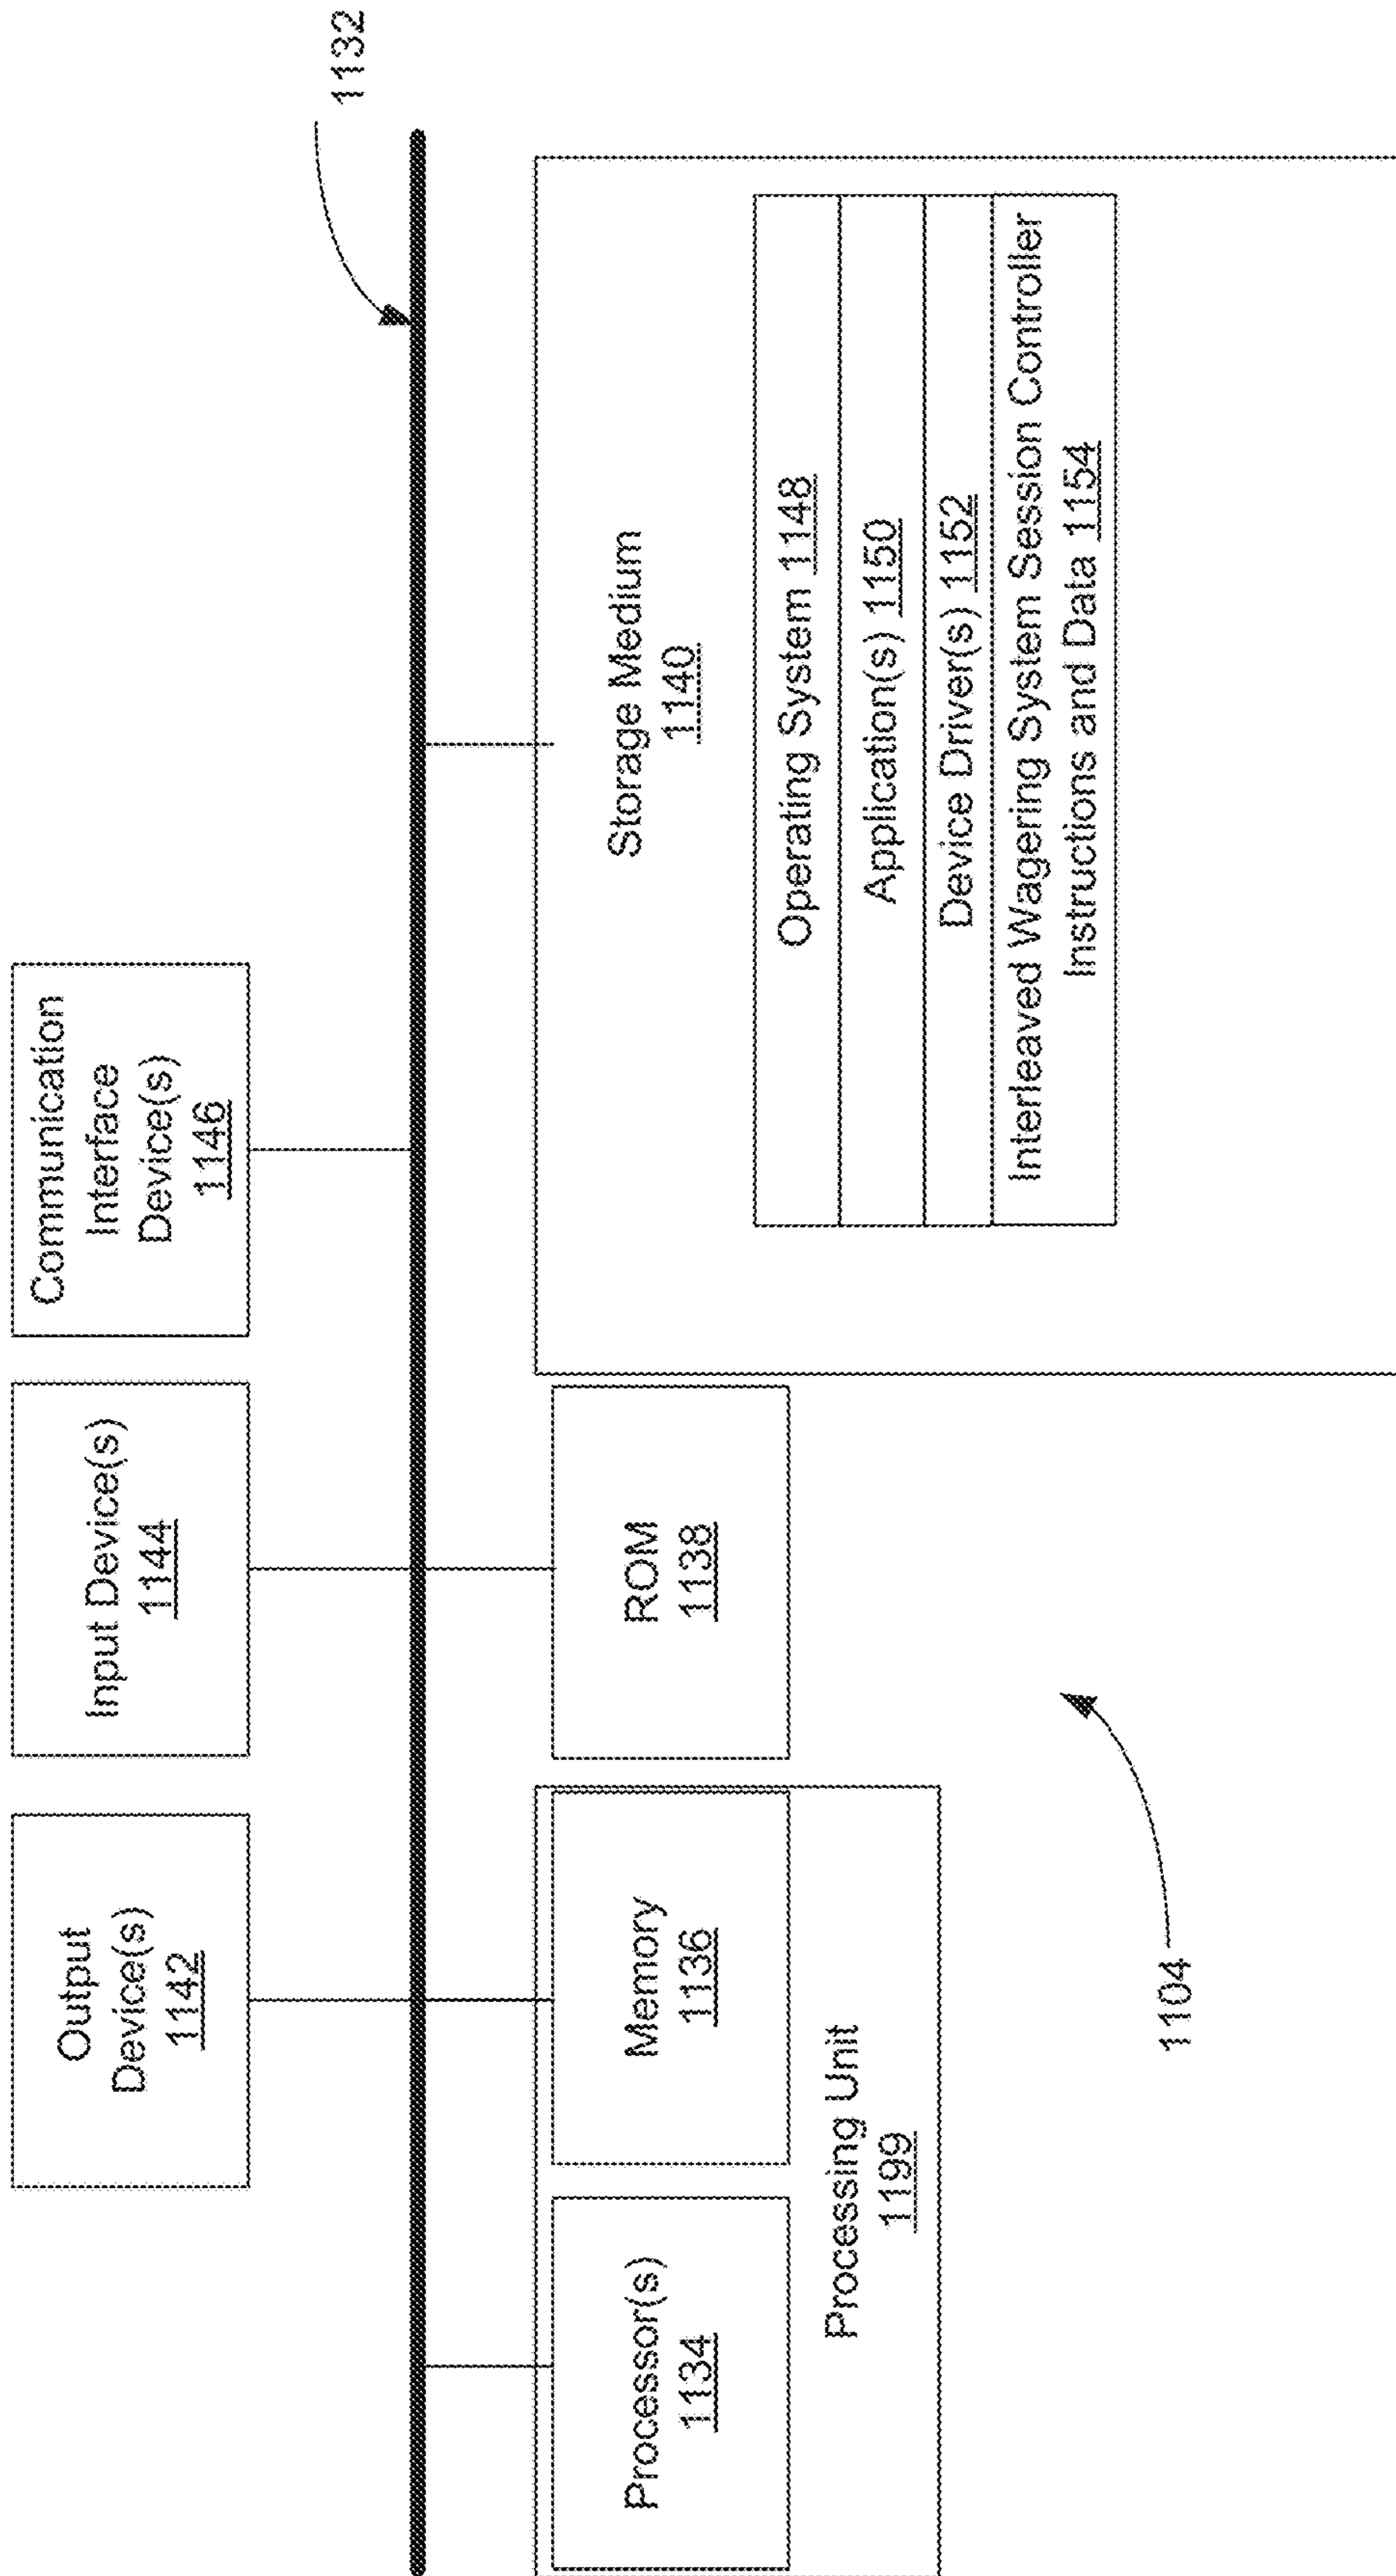 1132
Output
Device(s)
1142
Input Device(s)
1144
Communication
Interface
Device(s)
1146
Processor(s)
1134
Memory
1136
Processing Unit
1199
ROM
1138
Storage Medium
1140
Operating System 1148
Application(s) 1150
Device Driver(s) 1152
Interleaved Wagering System Session Controller
Instructions and Data 1154
1104